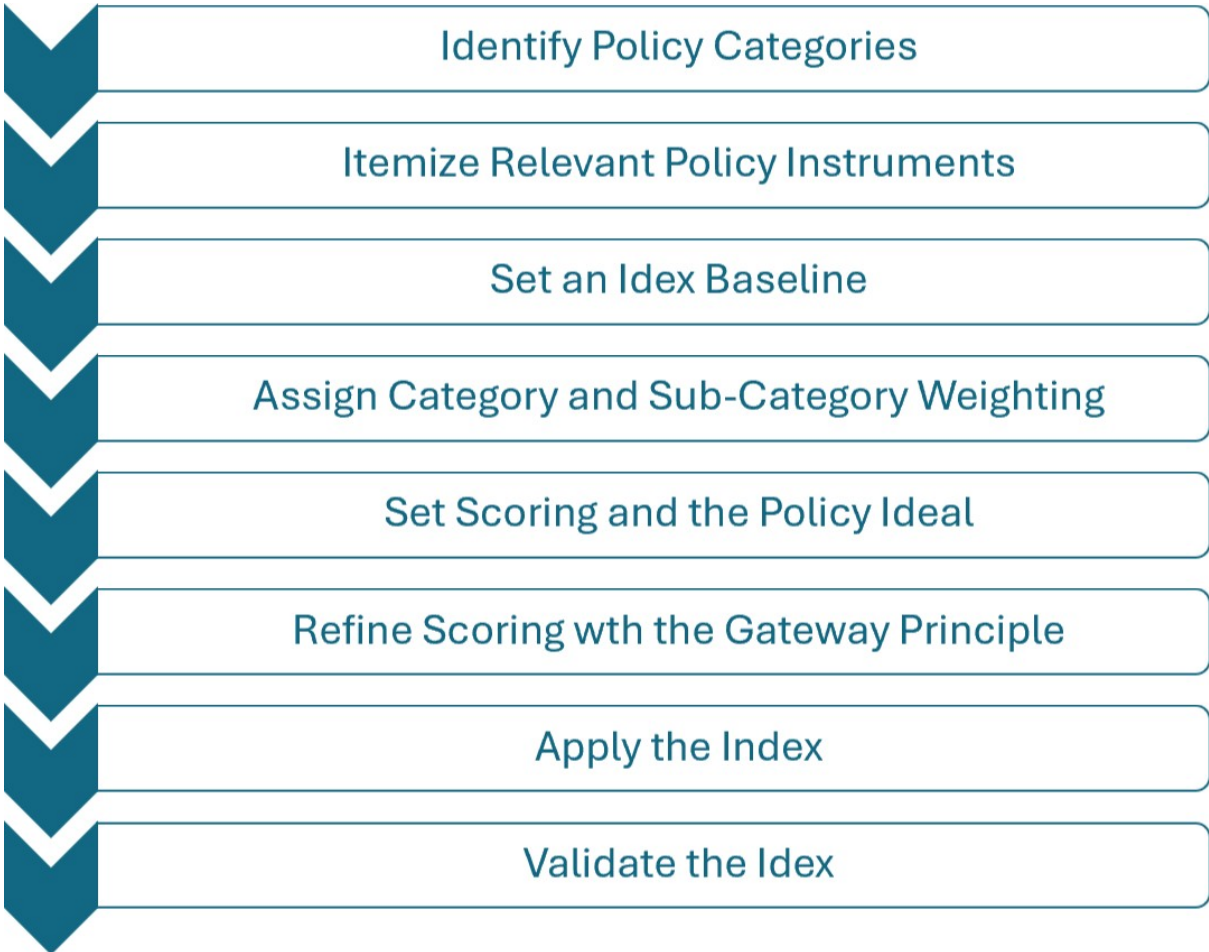 Identify Policy Categories
Itemize Relevant Policy Instruments
Set an Idex Baseline
Assign Category and Sub-Category Weighting
Set Scoring and the Policy Ideal
Refine Scoring wth the Gateway Principle
Apply the Index
Validate the Idex